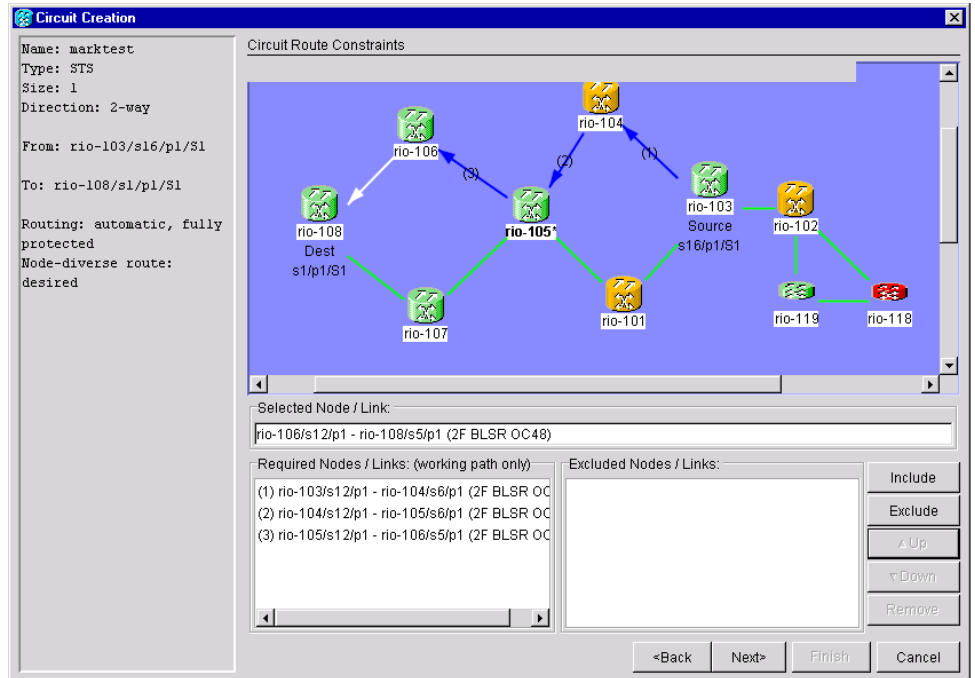 Circuit Creation
Name: marktest
Type: STS
Size: 1
Direction: 2-way
From: rio-103/s16/p1/S1
To: rio-108/s1/p1/S1
Routing: automatic, fully
protected
Node-diverse route:
desired
Circuit Route Constraints
rio-104
rio-106
(1)
(2)
(3)
rio-103
Source
s16/p1/S1
rio-102
rio-108
Dest
s1/p1/S1
rio-105*
rio-107
rio-101
rio-119
rio-118
Selected Node / Link:
rio-106/s12/p1 - rio-108/s5/p1 (2F BLSR OC48)
Required Nodes / Links: (working path only)
(1) rio-103/s12/p1 - rio-104/s6/p1 (2F BLSR OC
(2) rio-104/s12/p1 - rio-105/s6/p1 (2F BLSR OC
(3) rio-105/s12/p1 - rio-106/s5/p1 (2F BLSR OC
Excluded Nodes / Links:
Include
Exclude
Up
Down
Remove
<Back
Next>
Finish
Cancel